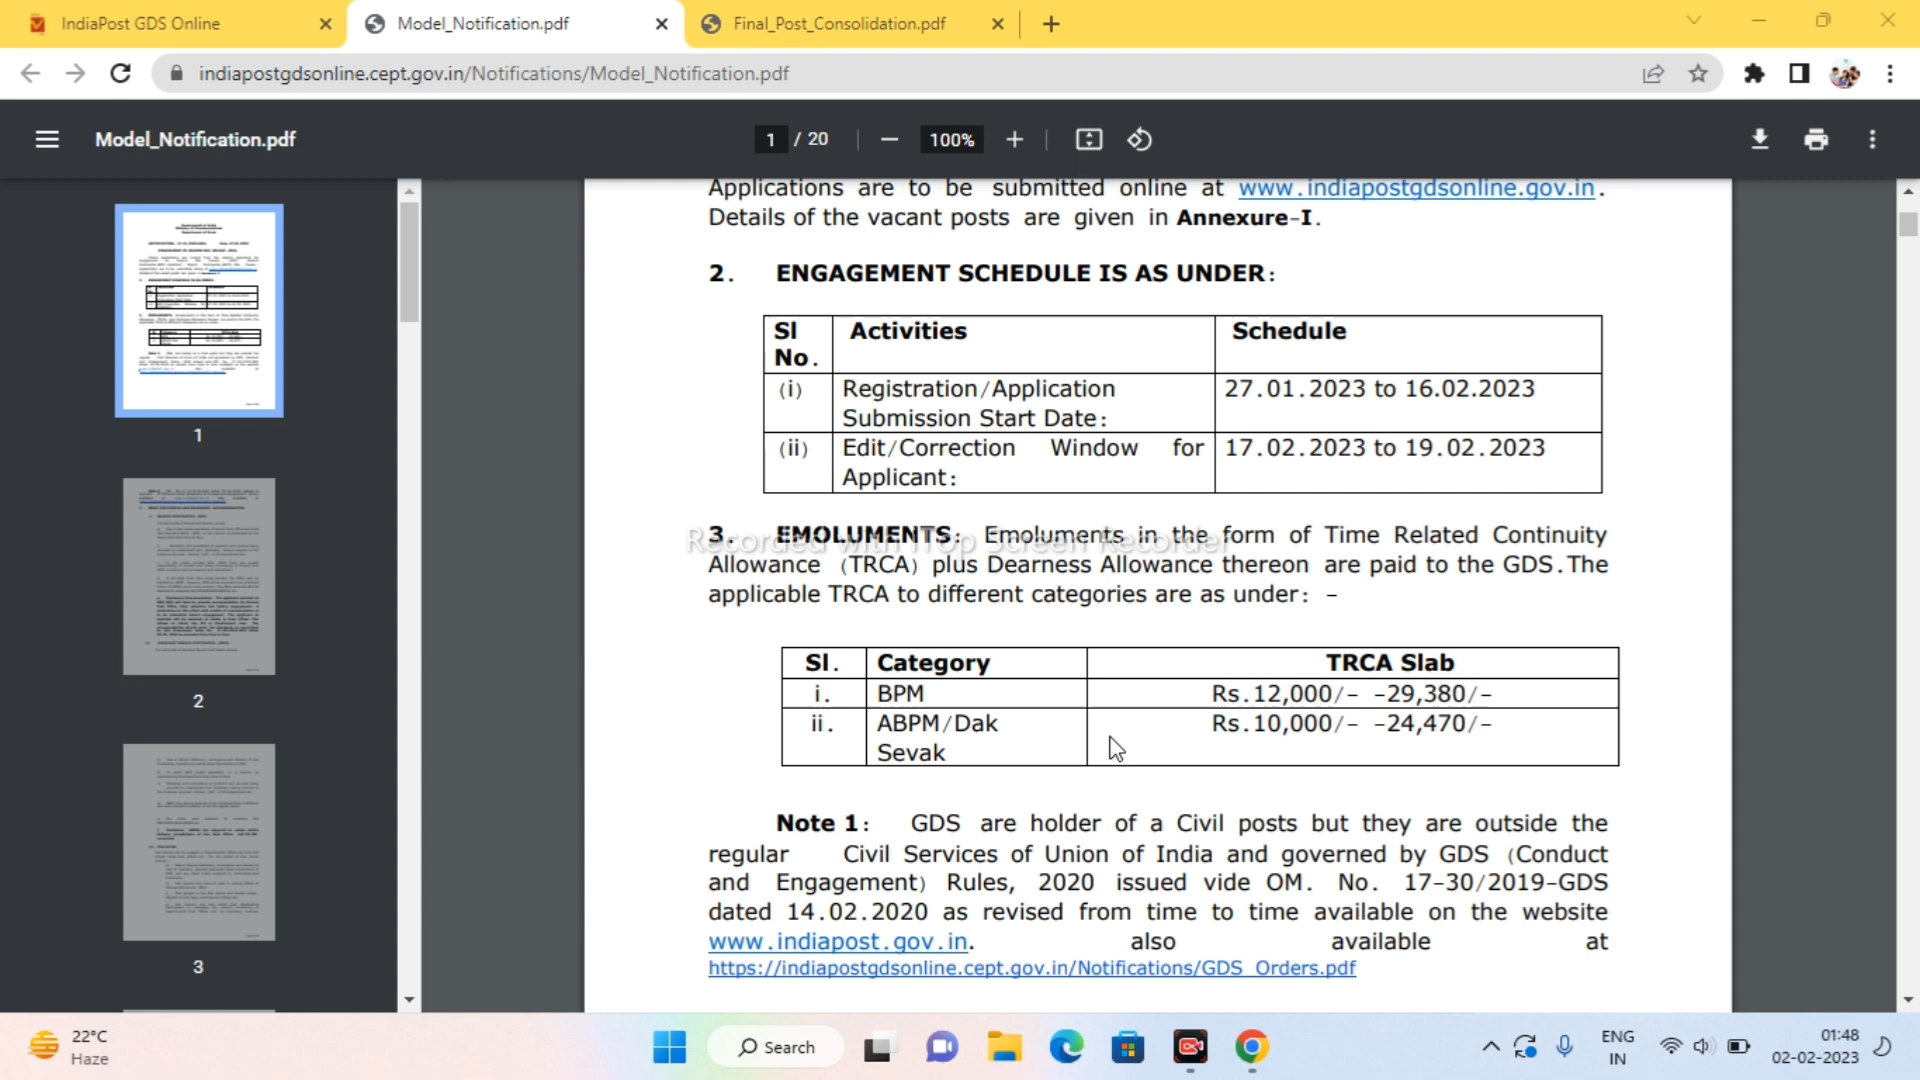 IndiaPost GDS Online
Model_Notification.pdf
Final_Post_Consolidation.pdf
indiapostgdsonline.cept.gov.in/Notifications/Model_Notification.pdf
Model_Notification.pdf
1 / 20
100%
1
2
3
Applications are to be submitted online at www.indiapostgdsonline.gov.in.
Details of the vacant posts are given in Annexure-I.
2. ENGAGEMENT SCHEDULE IS AS UNDER:
Sl No. Activities Schedule
(i) Registration/Application Submission Start Date: 27.01.2023 to 16.02.2023
(ii) Edit/Correction Window for Applicant: 17.02.2023 to 19.02.2023
Recorded with iTop Screen Recorder
3. EMOLUMENTS: Emoluments in the form of Time Related Continuity
Allowance (TRCA) plus Dearness Allowance thereon are paid to the GDS.The
applicable TRCA to different categories are as under: –
Sl. Category TRCA Slab
i. BPM Rs.12,000/- -29,380/-
ii. ABPM/Dak Sevak Rs.10,000/- -24,470/-
Note 1: GDS are holder of a Civil posts but they are outside the
regular Civil Services of Union of India and governed by GDS (Conduct
and Engagement) Rules, 2020 issued vide OM. No. 17-30/2019-GDS
dated 14.02.2020 as revised from time to time available on the website
www.indiapost.gov.in. also available at
https://indiapostgdsonline.cept.gov.in/Notifications/GDS_Orders.pdf
22°C
Haze
Search
ENG
IN
01:48
02-02-2023